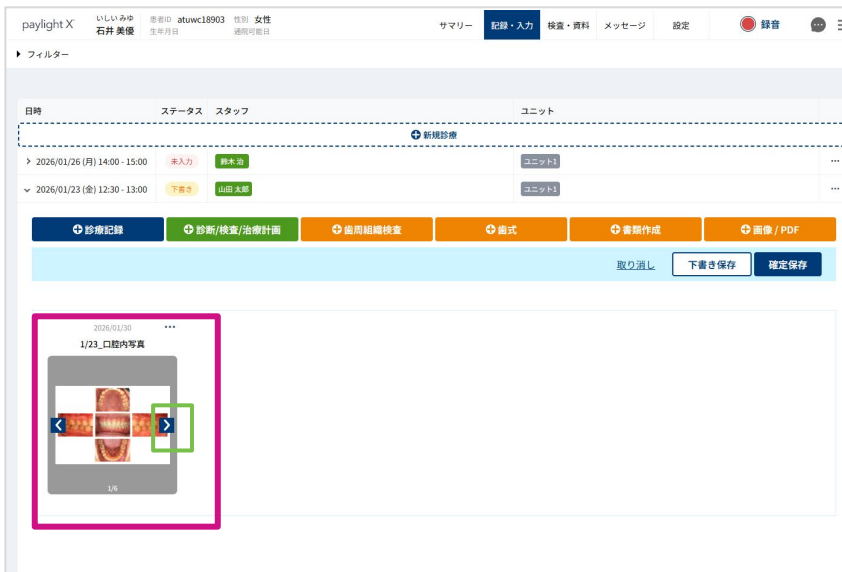 paylight X いしい みゆ 石井 美優 患者ID atuwc18903 性別 女性 生年月日 通院可能日 サマリー 記録・入力 検査・資料 メッセージ 設定 録音
フィルター
日時 ステータス スタッフ ユニット
新規診療
2026/01/26 (月) 14:00 - 15:00 未入力 鈴木 治 ユニット1 ...
2026/01/23 (金) 12:30 - 13:00 下書き 山田 太郎 ユニット1 ...
診療記録 診断/検査/治療計画 歯周組織検査 歯式 書類作成 画像 / PDF
取り消し 下書き保存 確定保存
2026/01/30 ...
1/23_口腔内写真
1/6